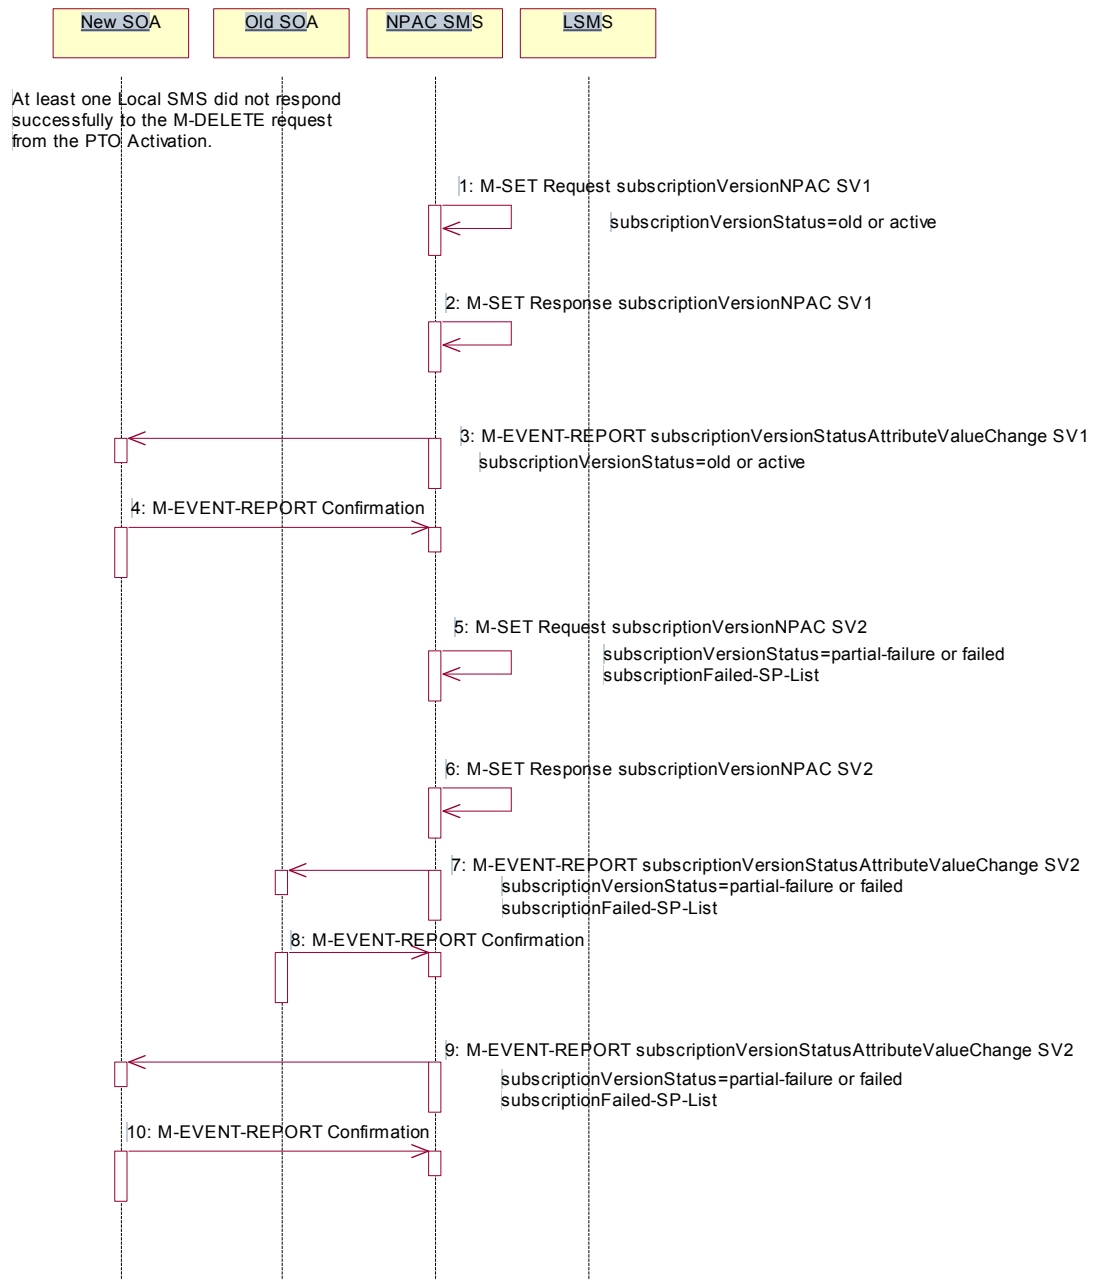 New SOA
Old SOA
NPAC SMS
LSMS
At least one Local SMS did not respond
successfully to the M-DELETE request
from the PTO Activation.
1: M-SET Request subscriptionVersionNPAC SV1
subscriptionVersionStatus=old or active
2: M-SET Response subscriptionVersionNPAC SV1
3: M-EVENT-REPORT subscriptionVersionStatusAttributeValueChange SV1
subscriptionVersionStatus=old or active
4: M-EVENT-REPORT Confirmation
5: M-SET Request subscriptionVersionNPAC SV2
subscriptionVersionStatus=partial-failure or failed
subscriptionFailed-SP-List
6: M-SET Response subscriptionVersionNPAC SV2
7: M-EVENT-REPORT subscriptionVersionStatusAttributeValueChange SV2
subscriptionVersionStatus=partial-failure or failed
subscriptionFailed-SP-List
8: M-EVENT-REPORT Confirmation
9: M-EVENT-REPORT subscriptionVersionStatusAttributeValueChange SV2
subscriptionVersionStatus=partial-failure or failed
subscriptionFailed-SP-List
10: M-EVENT-REPORT Confirmation